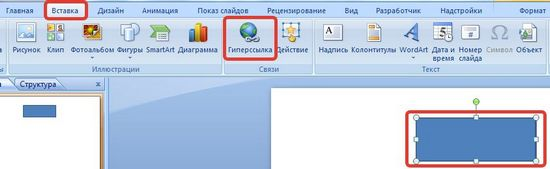 Главная Вставка Дизайн Анимация Показ слайдов Рецензирование Вид Разработчик Надстройки Формат
Рисунок Клип Фотоальбом Фигуры SmartArt Диаграмма Гиперссылка Действие Надпись Колонтитулы WordArt Дата и время Номер слайда Символ Объект
Иллюстрации Связи Текст
Структура